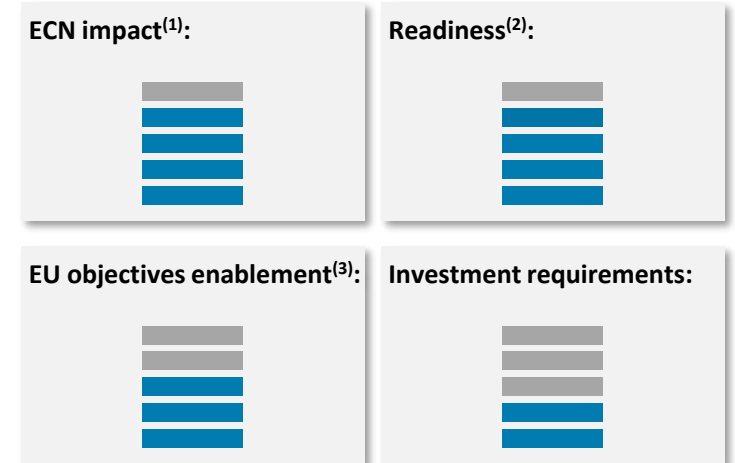 ECN impact(1):
Readiness(2):
EU objectives enablement(3):
Investment requirements: